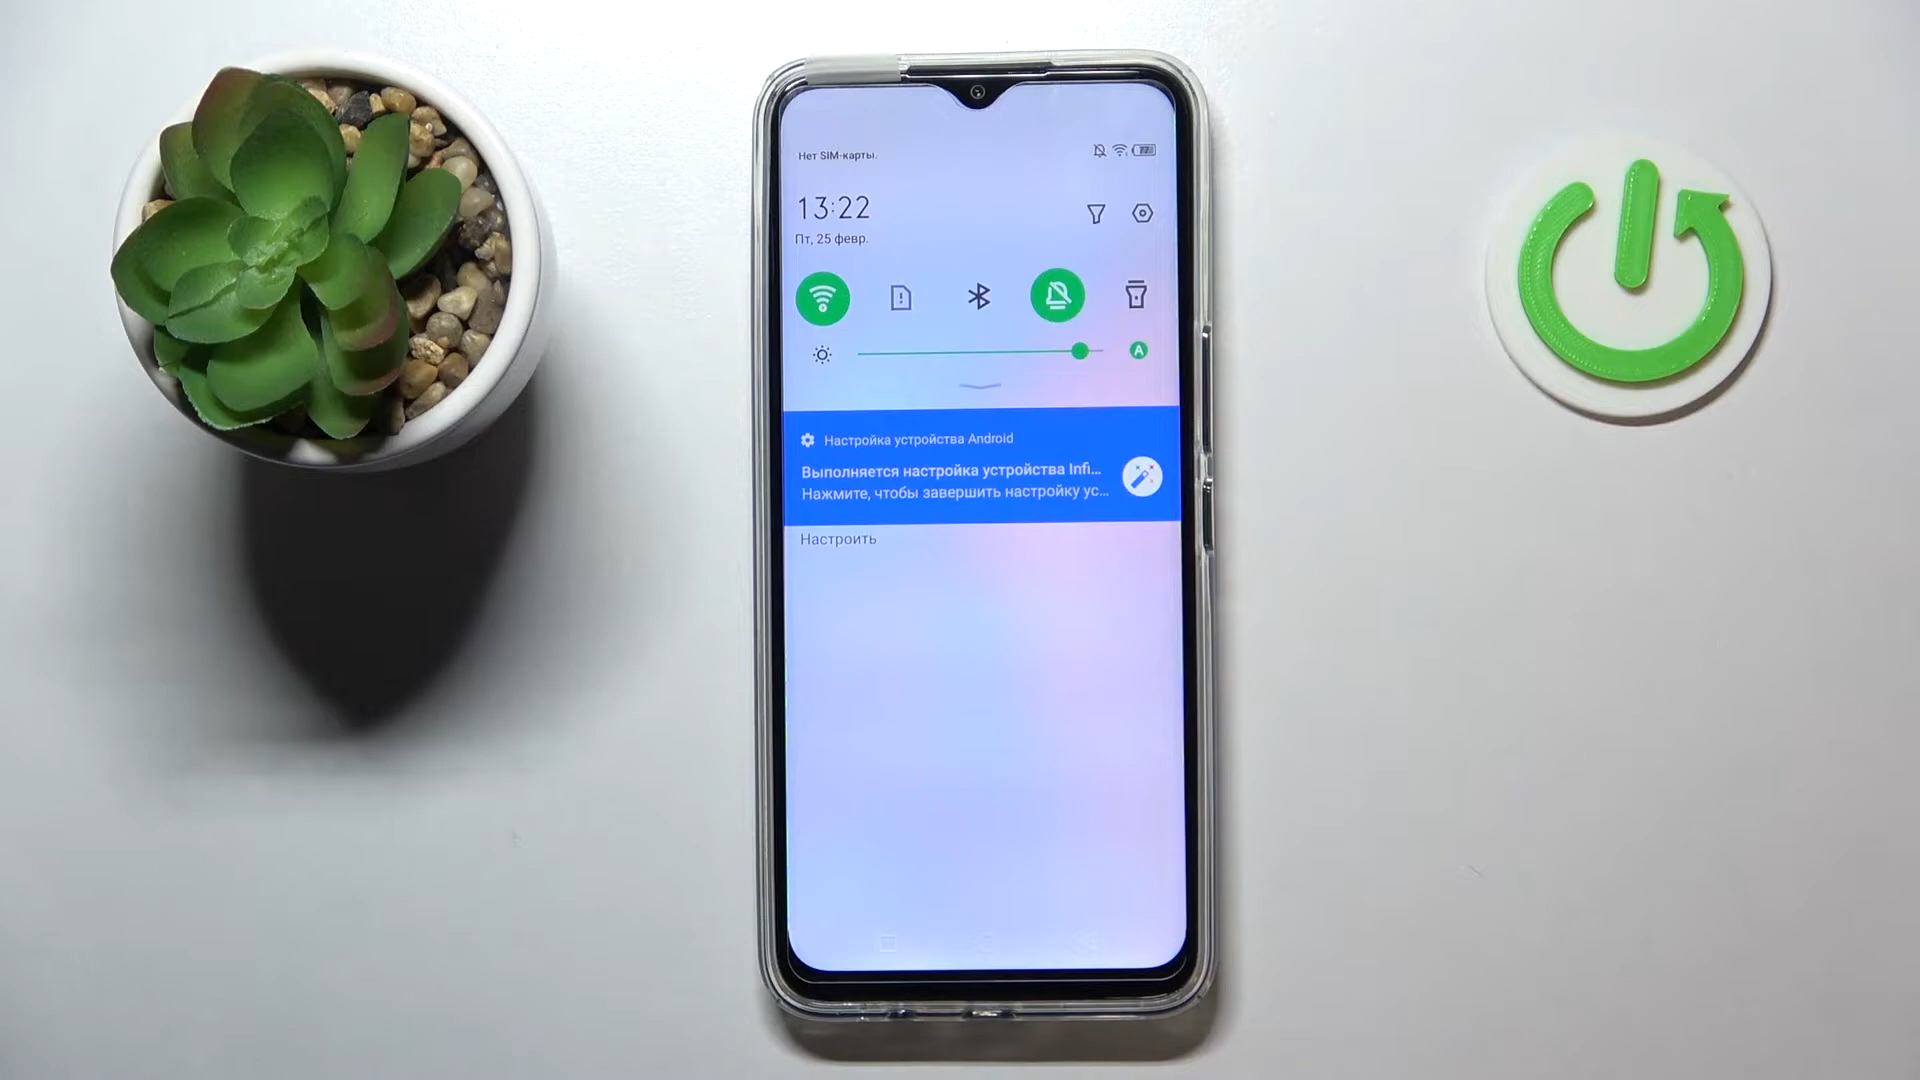 Нет SIM-карты.
13:22
Пт, 25 февр.
A
Настройка устройства Android
Выполняется настройка устройства Infi...
Нажмите, чтобы завершить настройку ус...
Настроить